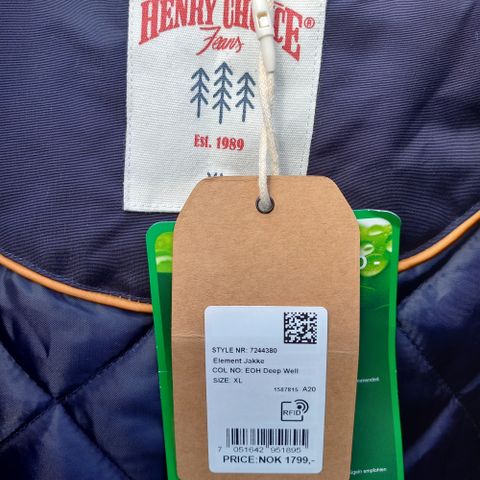 HENRY CHOICE®
Jeans
Est. 1989
STYLE NR: 7244380
Element Jakke
COL NO: EOH Deep Well
SIZE: XL
1587815 A20
RFID
7 051642 951895
PRICE:NOK 1799,-